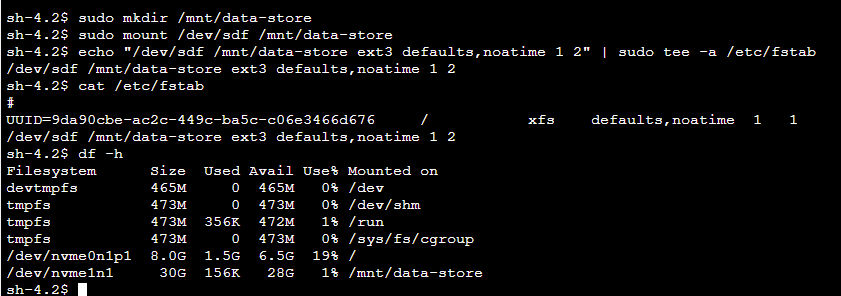 sh-4.2$ sudo mkdir /mnt/data-store
sh-4.2$ sudo mount /dev/sdf /mnt/data-store
sh-4.2$ echo "/dev/sdf /mnt/data-store ext3 defaults,noatime 1 2" | sudo tee -a /etc/fstab
/dev/sdf /mnt/data-store ext3 defaults,noatime 1 2
sh-4.2$ cat /etc/fstab
#
UUID=9da90cbe-ac2c-449c-ba5c-c06e3466d676     /           xfs    defaults,noatime  1   1
/dev/sdf /mnt/data-store ext3 defaults,noatime 1 2
sh-4.2$ df -h
Filesystem      Size  Used Avail Use% Mounted on
devtmpfs        465M     0  465M   0% /dev
tmpfs           473M     0  473M   0% /dev/shm
tmpfs           473M  356K  472M   1% /run
tmpfs           473M     0  473M   0% /sys/fs/cgroup
/dev/nvme0n1p1  8.0G  1.5G  6.5G  19% /
/dev/nvme1n1     30G  156K   28G   1% /mnt/data-store
sh-4.2$